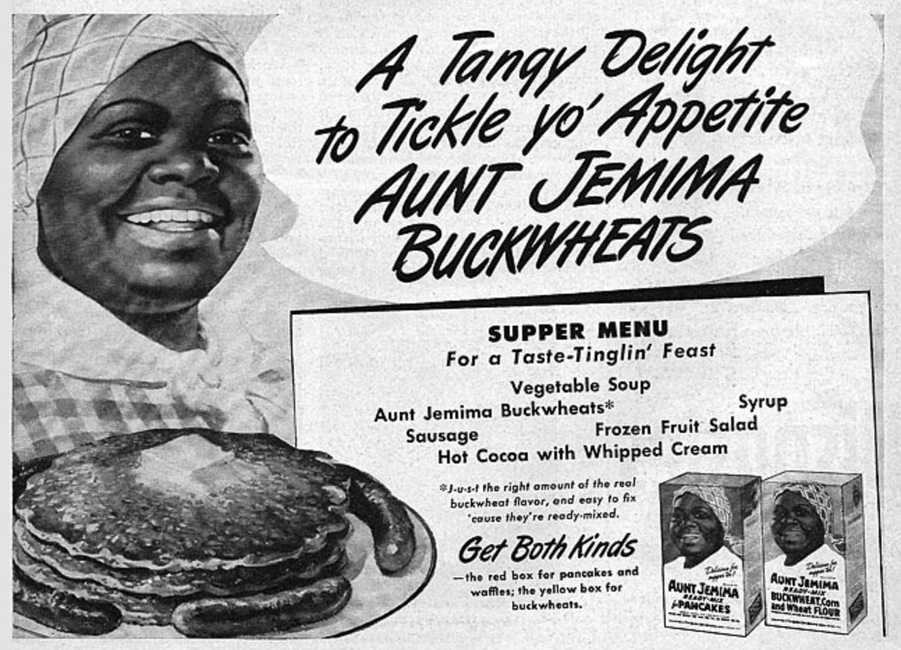 A Tangy Delight
to Tickle yo' Appetite
AUNT JEMIMA
BUCKWHEATS
SUPPER MENU
For a Taste-Tinglin' Feast
Vegetable Soup
Aunt Jemima Buckwheats* Syrup
Sausage Frozen Fruit Salad
Hot Cocoa with Whipped Cream
*J-u-s-t the right amount of the real
buckwheat flavor, and easy to fix
'cause they're ready-mixed.
Get Both Kinds
—the red box for pancakes and
waffles; the yellow box for
buckwheats.
Delicious for
supper too!
AUNT JEMIMA
READY-MIX
for PANCAKES
Delicious for
supper too!
AUNT JEMIMA
READY-MIX
BUCKWHEAT, Corn
and Wheat FLOUR